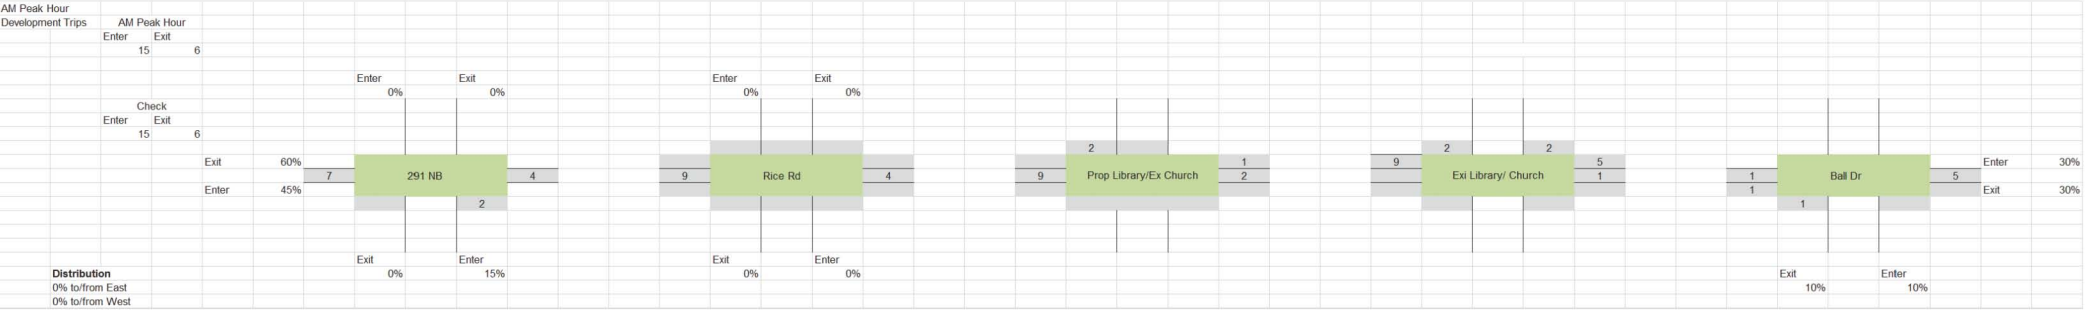 AM Peak Hour
Development Trips AM Peak Hour
Enter Exit
15 6
Enter Exit Enter Exit
0% 0% 0% 0%
Check
Enter Exit
15 6
2 2 2
Exit 60% 1 9 5 Enter 30%
7 291 NB 4 9 Rice Rd 4 9 Prop Library/Ex Church 2 Exi Library/ Church 1 1 Ball Dr 5
Enter 45% 1 Exit 30%
2 1
Exit Enter Exit Enter
Distribution 0% 15% 0% 0% Exit Enter
0% to/from East 10% 10%
0% to/from West